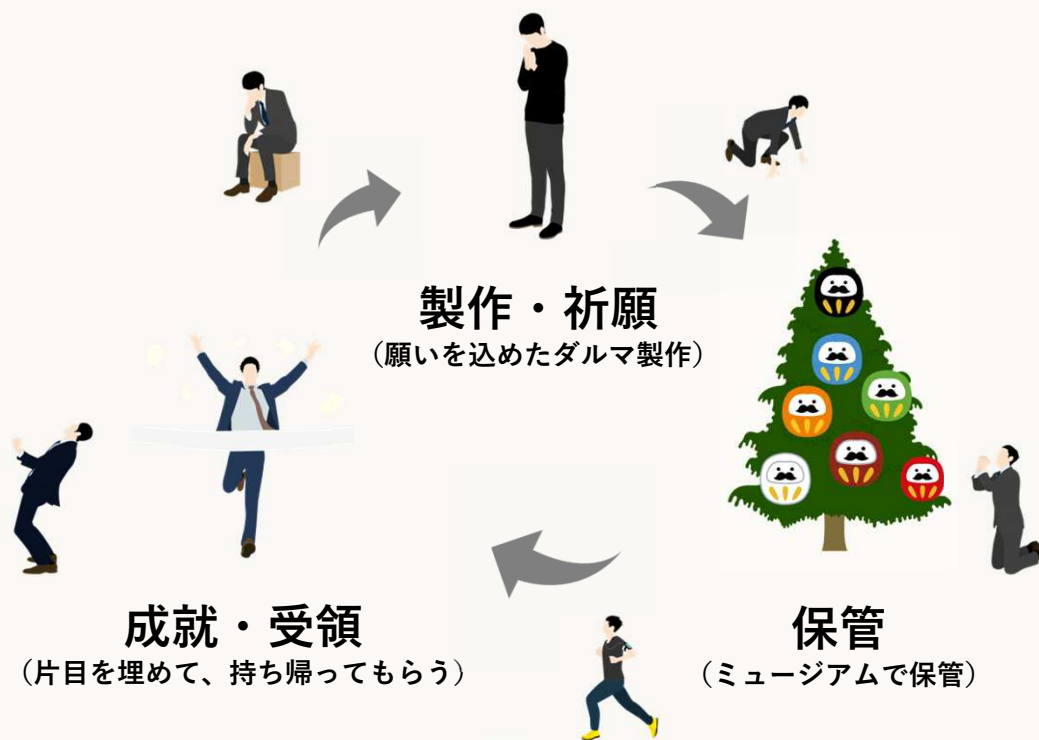 製作・祈願
（願いを込めたダルマ製作）
保管
（ミュージアムで保管）
成就・受領
（片目を埋めて、持ち帰ってもらう）